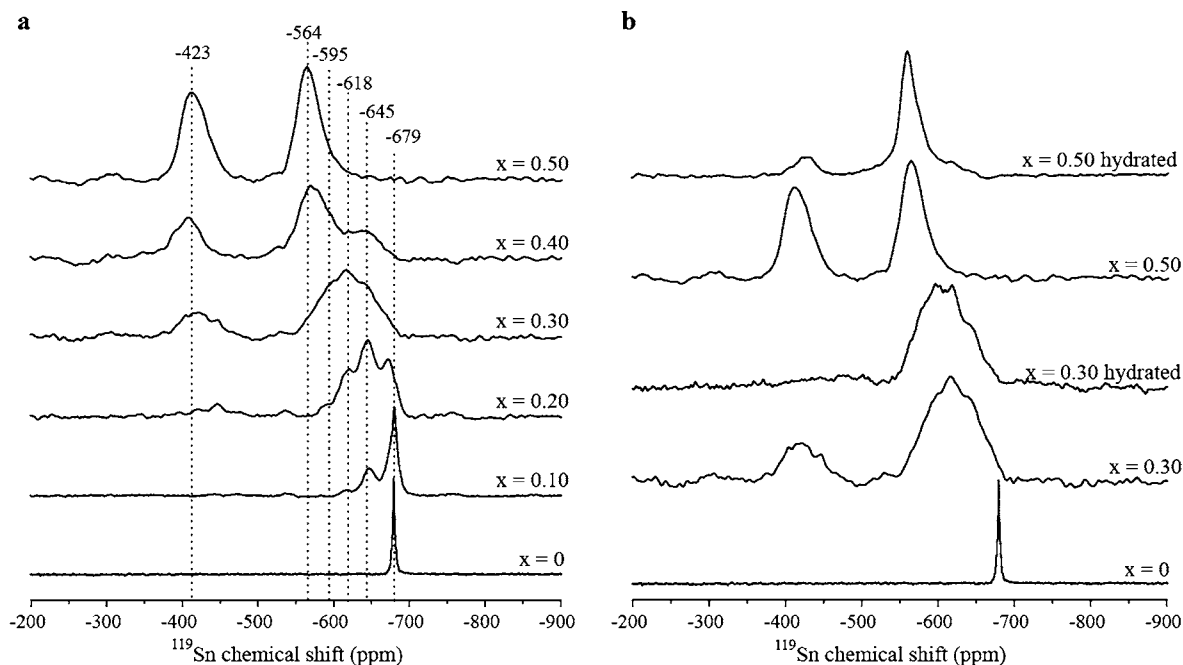 a
-423
-564
-595
-618
-645
-679
x = 0.50
x = 0.40
x = 0.30
x = 0.20
x = 0.10
x = 0
-200 -300 -400 -500 -600 -700 -800 -900
119Sn chemical shift (ppm)
b
x = 0.50 hydrated
x = 0.50
x = 0.30 hydrated
x = 0.30
x = 0
-200 -300 -400 -500 -600 -700 -800 -900
119Sn chemical shift (ppm)